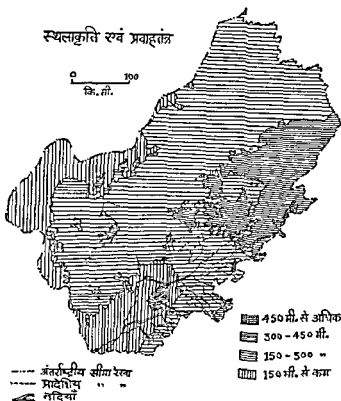 स्थलाकृति एवं प्रवाहतंत्र
0 100
कि. मी.
450 मी. से अधिक
300 - 450 मी.
150 - 300 "
150 मी. से कम
अंतर्राष्ट्रीय सीमा रेखा
प्रादेशिय " "
नदियाँ